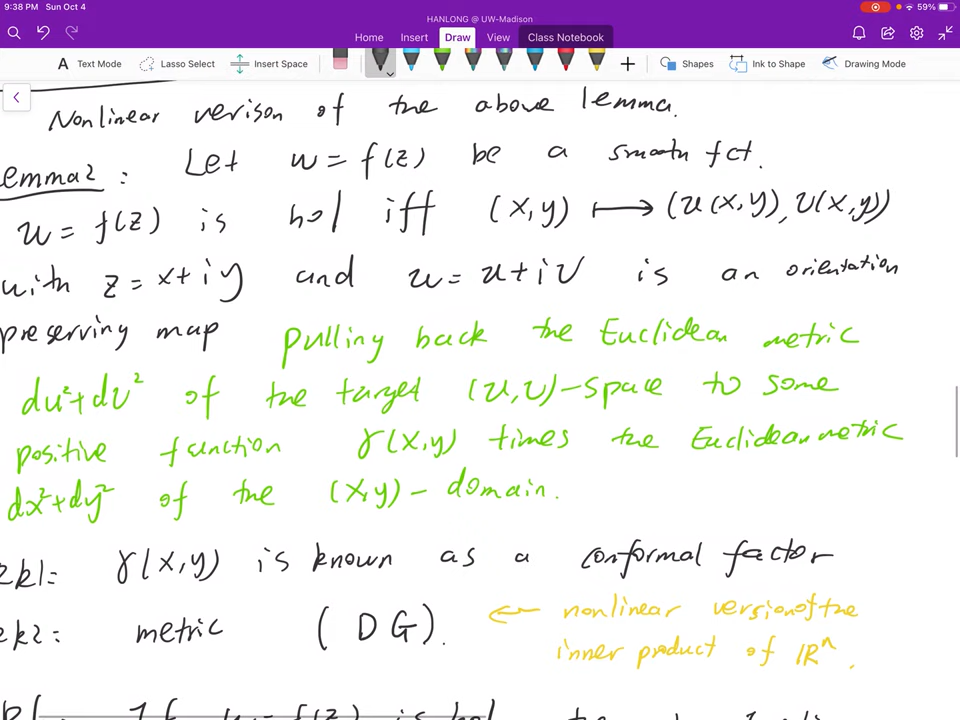 9:38 PM Sun Oct 4
59%
HANLONG @ UW-Madison
Home Insert Draw View Class Notebook
A Text Mode Lasso Select Insert Space Shapes Ink to Shape Drawing Mode
Nonlinear verison of the above lemma.
emma2: Let w = f(z) be a smooth fct.
w = f(z) is hol iff (x,y) ⟼ (u(x,y), v(x,y))
with z = x+iy and w = u+iv is an orientation
preserving map pulling back the Euclidean metric
du²+dv² of the target (u,v)-space to some
positive function γ(x,y) times the Euclidean metric
dx²+dy² of the (x,y)-domain.
k1: γ(x,y) is known as a conformal factor
k2: metric (DG). ← nonlinear version of the
inner product of ℝⁿ.
If w = f(z) is hol